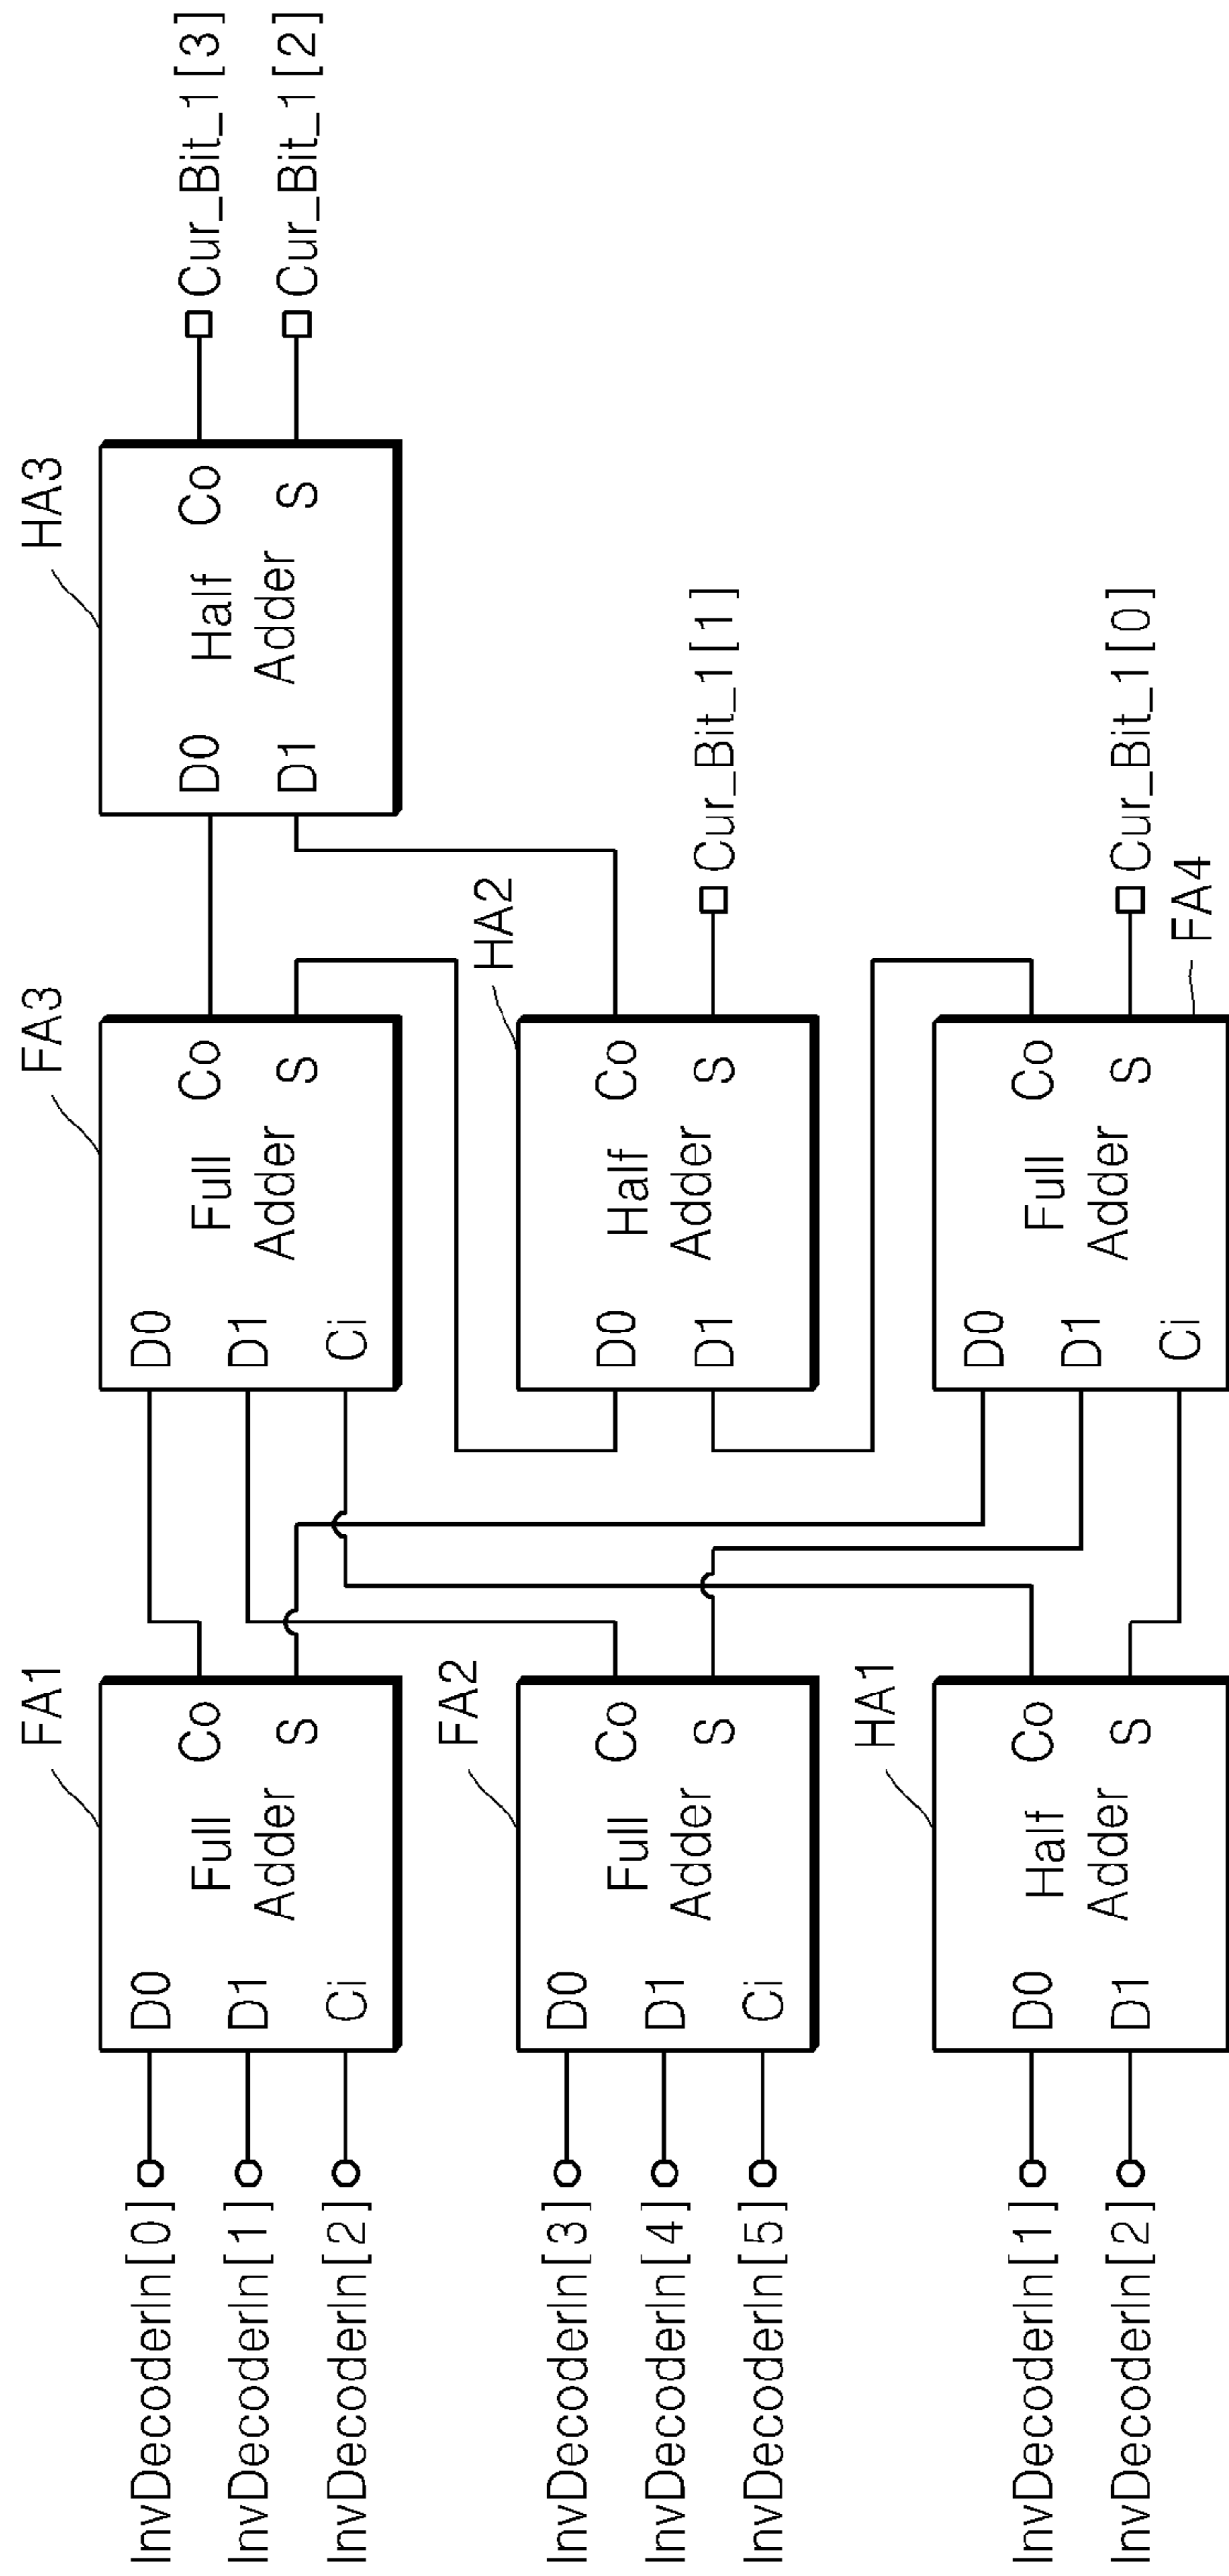 FA1
InvDecoderIn[0]
InvDecoderIn[1]
InvDecoderIn[2]
D0
D1
Ci
Full
Adder
Co
S
FA3
D0
D1
Ci
Full
Adder
Co
S
HA3
D0
D1
Half
Adder
Co
S
Cur_Bit_1[3]
Cur_Bit_1[2]
FA2
InvDecoderIn[3]
InvDecoderIn[4]
InvDecoderIn[5]
D0
D1
Ci
Full
Adder
Co
S
HA2
D0
D1
Half
Adder
Co
S
Cur_Bit_1[1]
HA1
InvDecoderIn[1]
InvDecoderIn[2]
D0
D1
Half
Adder
Co
S
D0
D1
Ci
Full
Adder
Co
S
Cur_Bit_1[0]
FA4